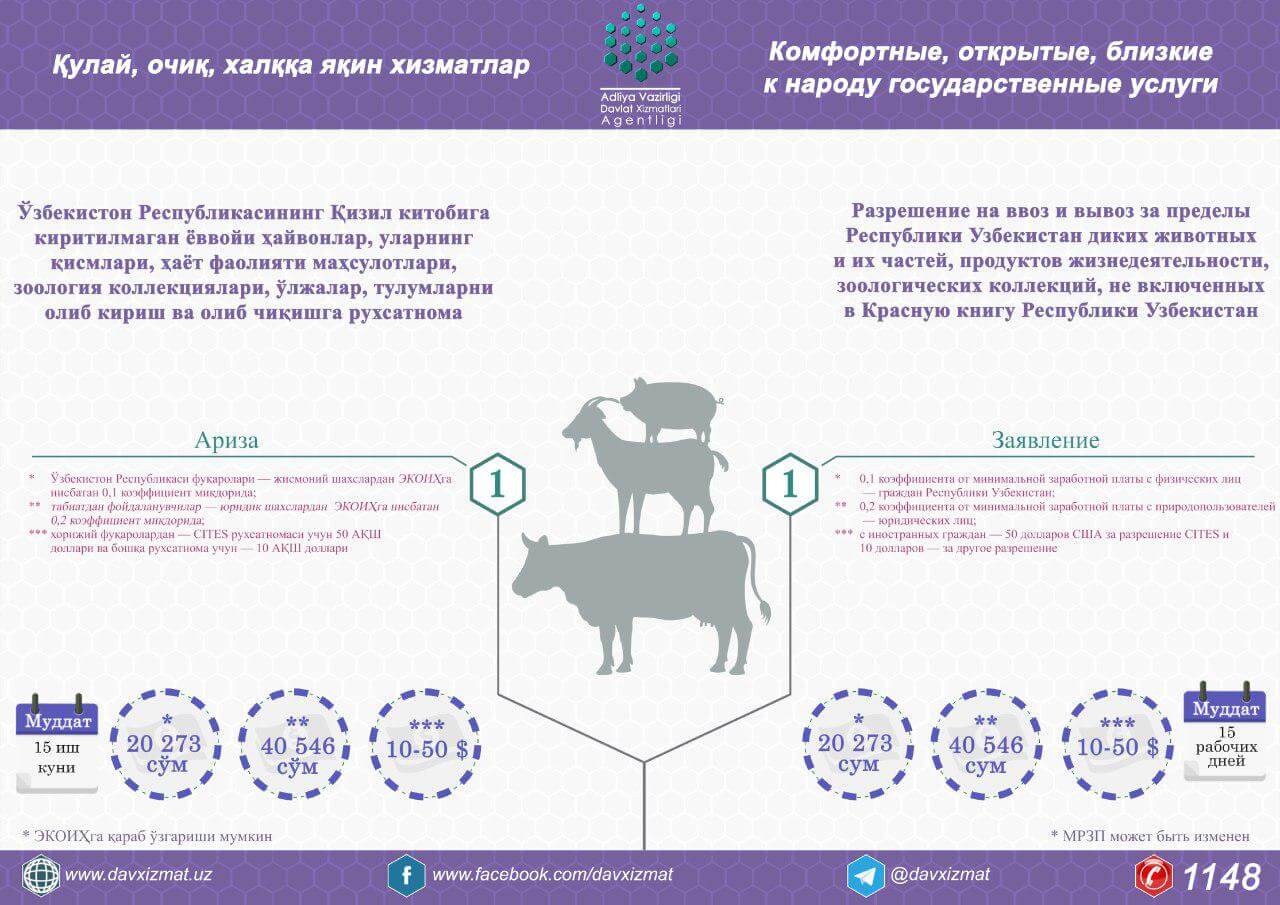 Қулай, очиқ, халққа яқин хизматлар
Adliya Vazirligi
Davlat Xizmatlari
Agentligi
Комфортные, открытые, близкие
к народу государственные услуги
Ўзбекистон Республикасининг Қизил китобига
киритилмаган ёввойи ҳайвонлар, уларнинг
қисмлари, ҳаёт фаолияти маҳсулотлари,
зоология коллекциялари, ўлжалар, тулумларни
олиб кириш ва олиб чиқишга рухсатнома
Разрешение на ввоз и вывоз за пределы
Республики Узбекистан диких животных
и их частей, продуктов жизнедеятельности,
зоологических коллекций, не включенных
в Красную книгу Республики Узбекистан
Ариза
1
* Ўзбекистон Республикаси фуқаролари — жисмоний шахслардан ЭКОИҲга
нисбатан 0,1 коэффициент миқдорида;
** табиатдан фойдаланувчилар — юридик шахслардан ЭКОИҲга нисбатан
0,2 коэффициент миқдорида;
*** хорижий фуқаролардан — CITES рухсатномаси учун 50 АҚШ
доллари ва бошқа рухсатнома учун — 10 АҚШ доллари
Заявление
1
* 0,1 коэффициента от минимальной заработной платы с физических лиц
— граждан Республики Узбекистан;
** 0,2 коэффициента от минимальной заработной платы с природопользователей
— юридических лиц;
*** с иностранных граждан — 50 долларов США за разрешение CITES и
10 долларов — за другое разрешение
Муддат
15 иш
куни
*
20 273
сўм
**
40 546
сўм
***
10-50 $
*
20 273
сум
**
40 546
сум
***
10-50 $
Муддат
15
рабочих
дней
* ЭКОИҲга қараб ўзгариши мумкин
* МРЗП может быть изменен
www.davxizmat.uz
www.facebook.com/davxizmat
@davxizmat
1148